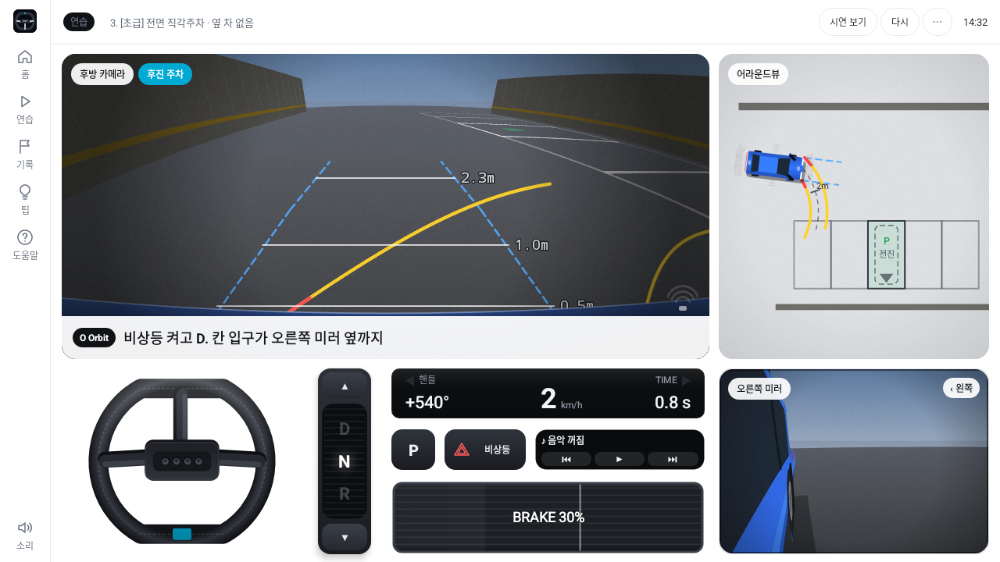 연습
3. [초급] 전면 직각주차 · 옆 차 없음
시연 보기
다시
···
14:32
홈
연습
기록
팁
도움말
소리
후방 카메라
후진 주차
2.3m
1.0m
0.5m
O Orbit
비상등 켜고 D. 칸 입구가 오른쪽 미러 옆까지
어라운드뷰
2m
P
전진
핸들
+540°
2 km/h
TIME
0.8 s
D
N
R
P
비상등
♪ 음악 꺼짐
BRAKE 30%
오른쪽 미러
‹ 왼쪽